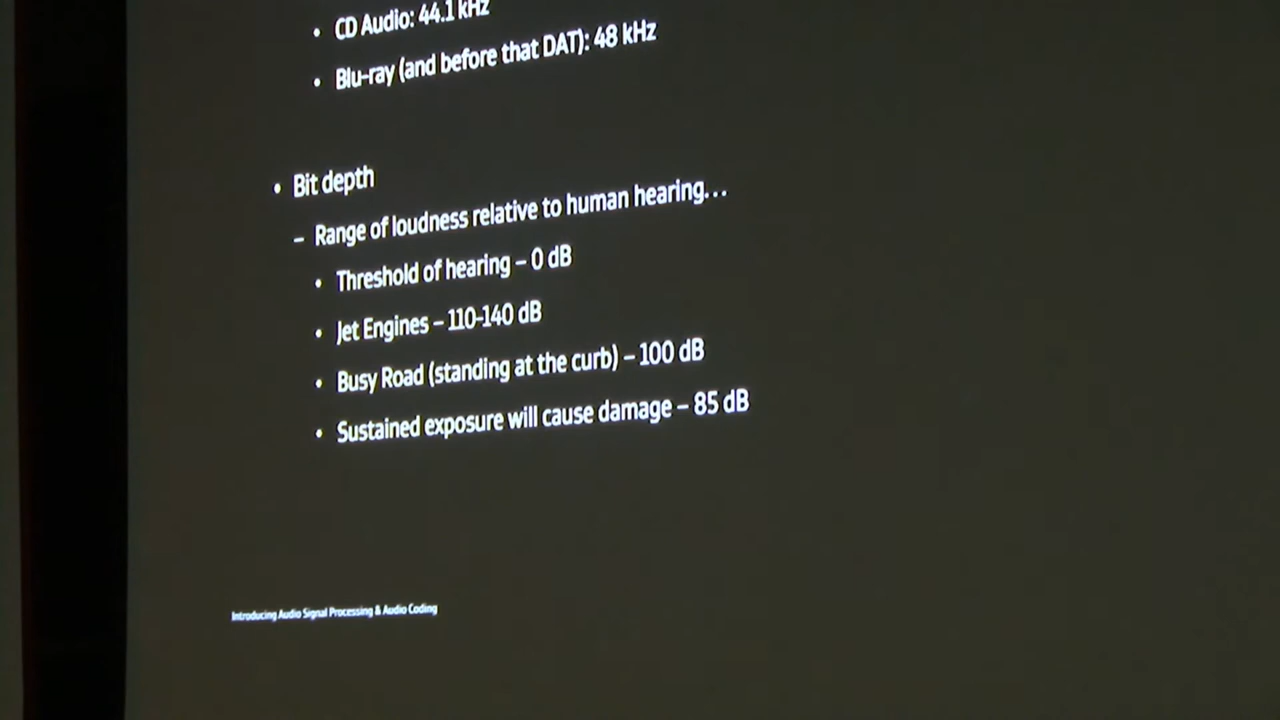 • CD Audio: 44.1 kHz
• Blu-ray (and before that DAT): 48 kHz
• Bit depth
– Range of loudness relative to human hearing…
• Threshold of hearing – 0 dB
• Jet Engines – 110-140 dB
• Busy Road (standing at the curb) – 100 dB
• Sustained exposure will cause damage – 85 dB
Introducing Audio Signal Processing & Audio Coding